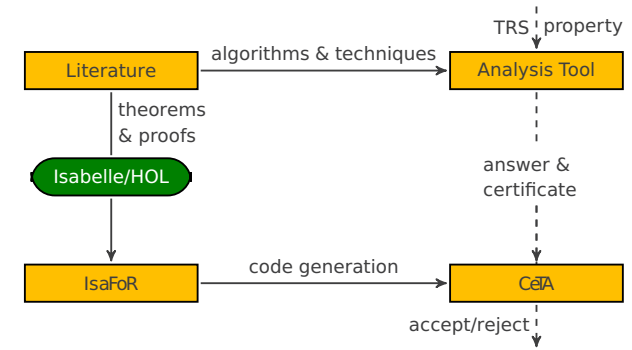 TRS property
algorithms & techniques
Literature
Analysis Tool
theorems
& proofs
answer &
certificate
Isabelle/HOL
code generation
IsaFoR
CeTA
accept/reject